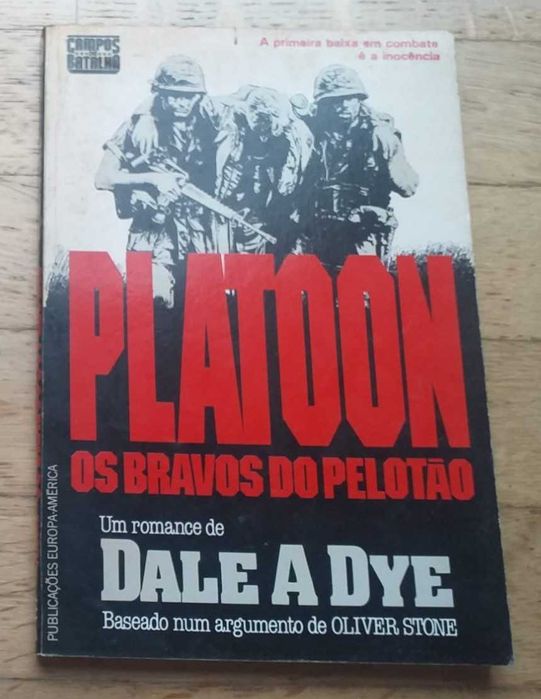 CAMPOS
DE
BATALHA
A primeira baixa em combate
é a inocência
PLATOON
OS BRAVOS DO PELOTÃO
Um romance de
DALE A DYE
Baseado num argumento de OLIVER STONE
PUBLICAÇÕES EUROPA-AMÉRICA